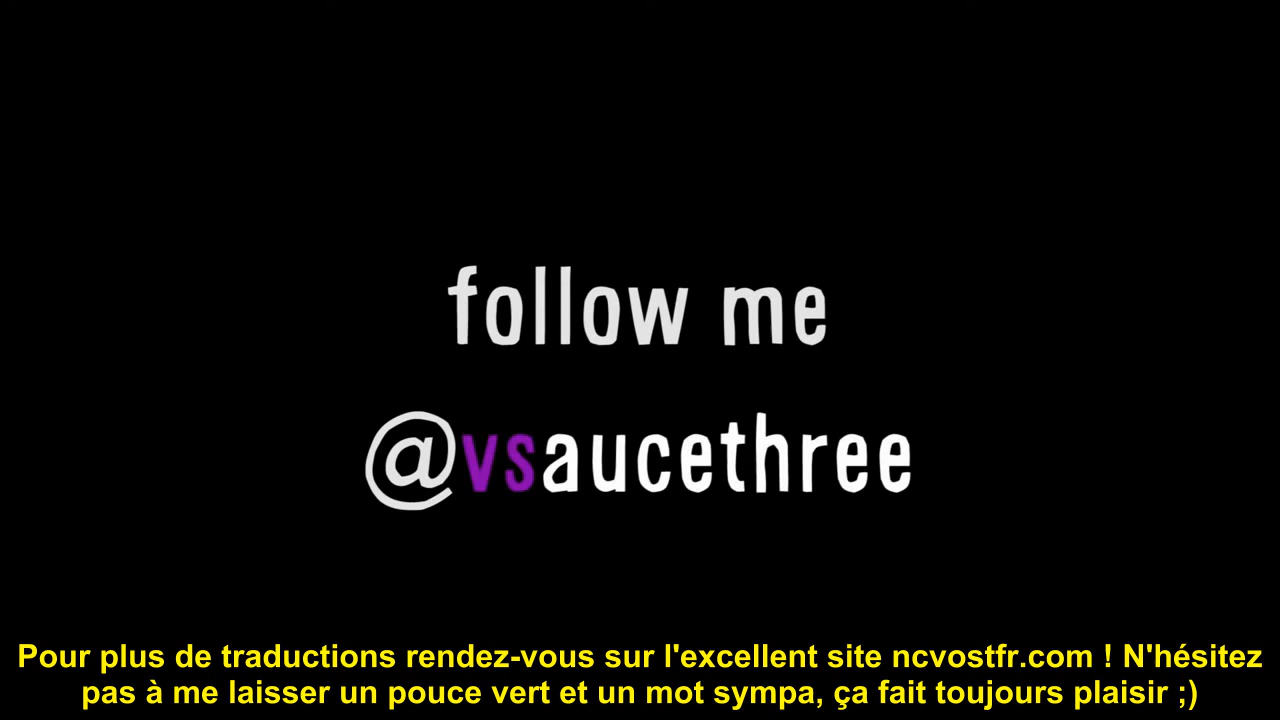 follow me
@vsaucethree
Pour plus de traductions rendez-vous sur l'excellent site ncvostfr.com ! N'hésitez
pas à me laisser un pouce vert et un mot sympa, ça fait toujours plaisir ;)